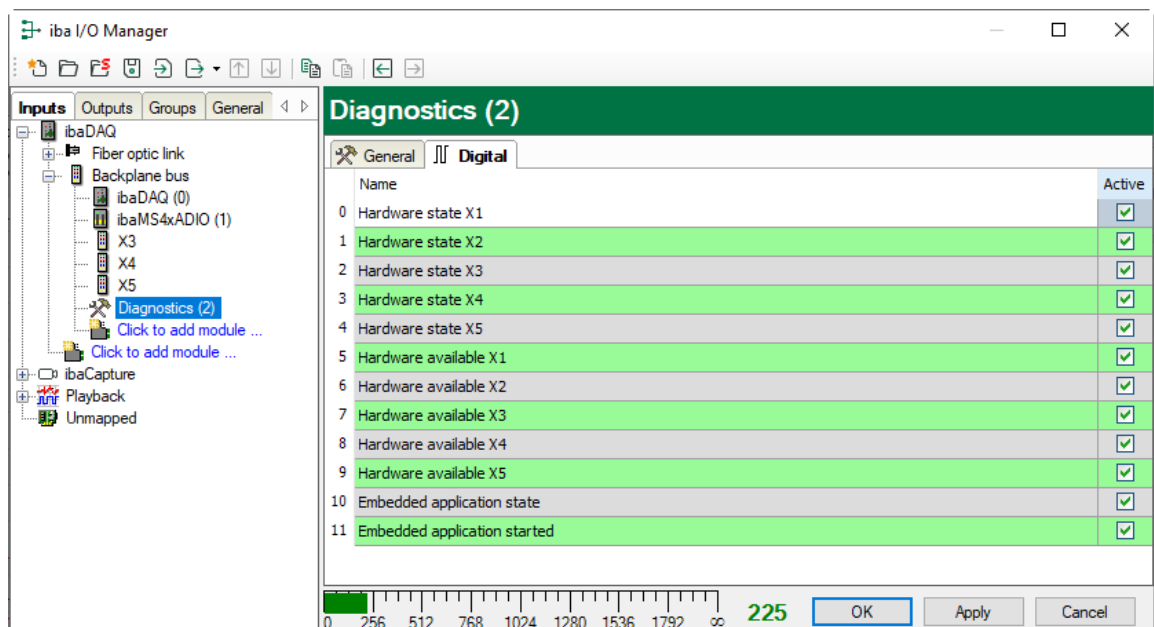 iba I/O Manager
Inputs Outputs Groups General
ibaDAQ
Fiber optic link
Backplane bus
ibaDAQ (0)
ibaMS4xADIO (1)
X3
X4
X5
Diagnostics (2)
Click to add module ...
Click to add module ...
ibaCapture
Playback
Unmapped
Diagnostics (2)
General Digital
Name Active
0 Hardware state X1
1 Hardware state X2
2 Hardware state X3
3 Hardware state X4
4 Hardware state X5
5 Hardware available X1
6 Hardware available X2
7 Hardware available X3
8 Hardware available X4
9 Hardware available X5
10 Embedded application state
11 Embedded application started
0 256 512 768 1024 1280 1536 1792 ∞
225
OK Apply Cancel